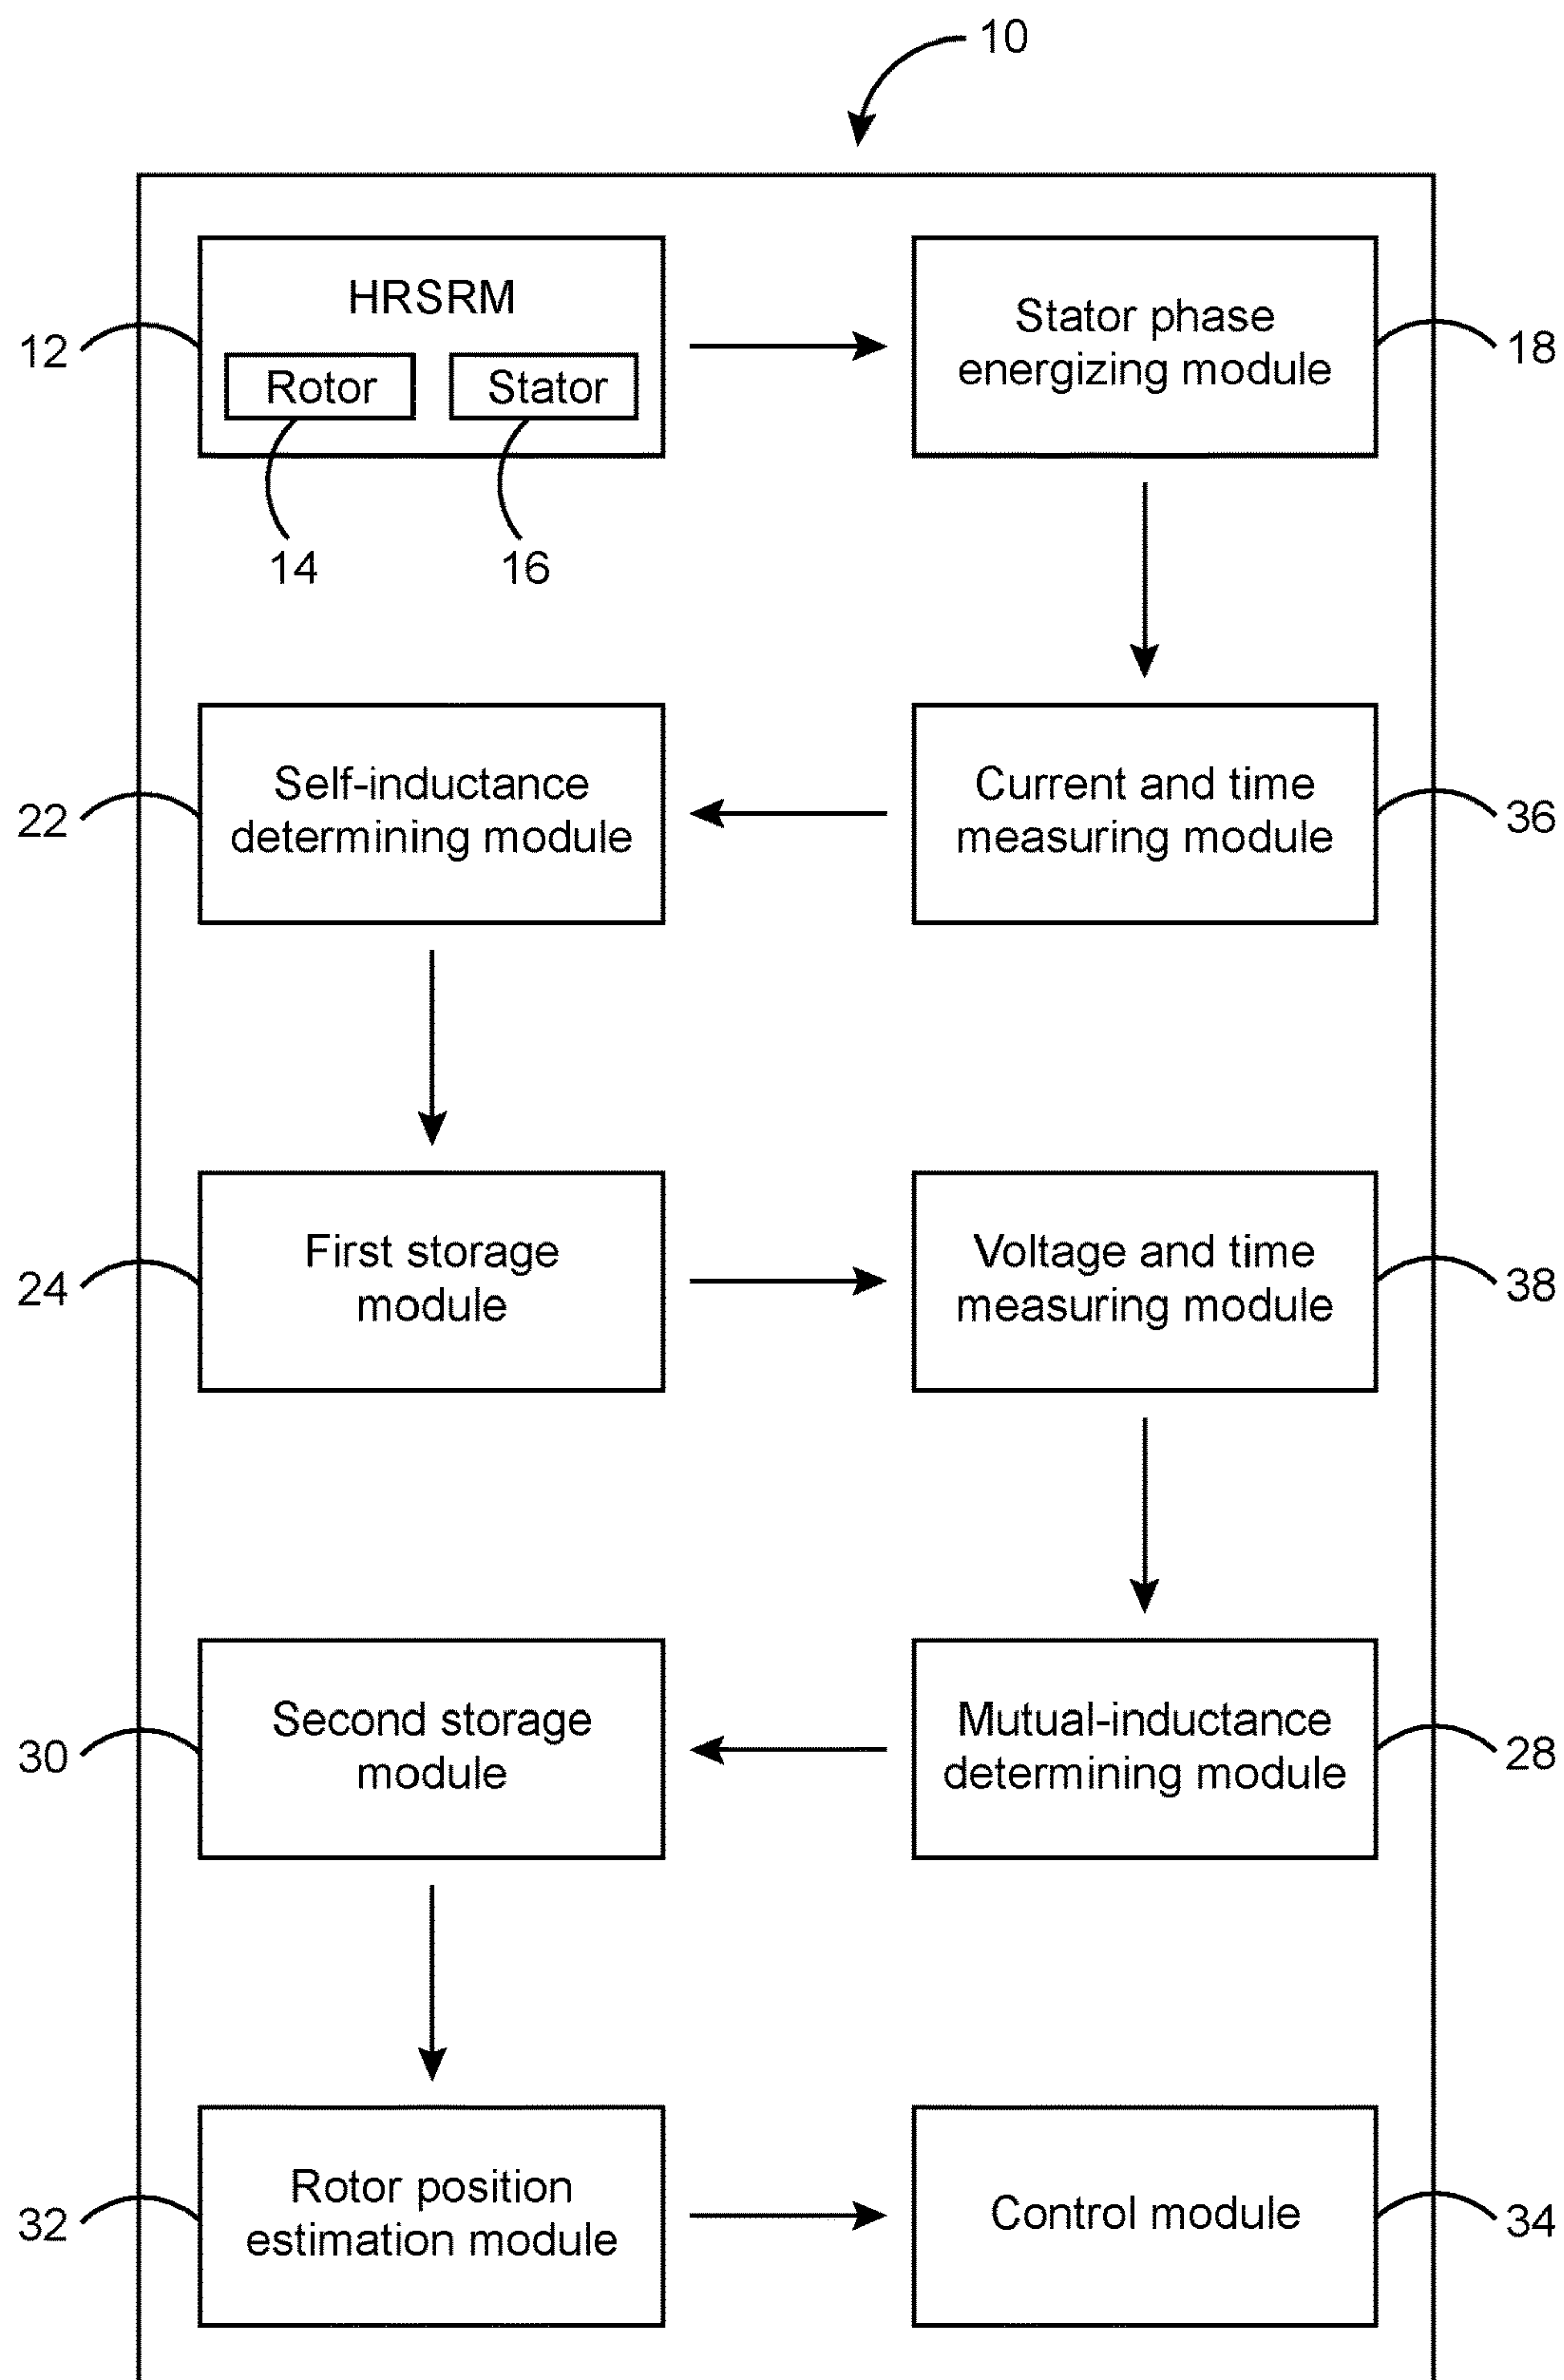 10
HRSRM
Rotor
Stator
12
14
16
Stator phase
energizing module
18
Self-inductance
determining module
22
Current and time
measuring module
36
First storage
module
24
Voltage and time
measuring module
38
Second storage
module
30
Mutual-inductance
determining module
28
Rotor position
estimation module
32
Control module
34